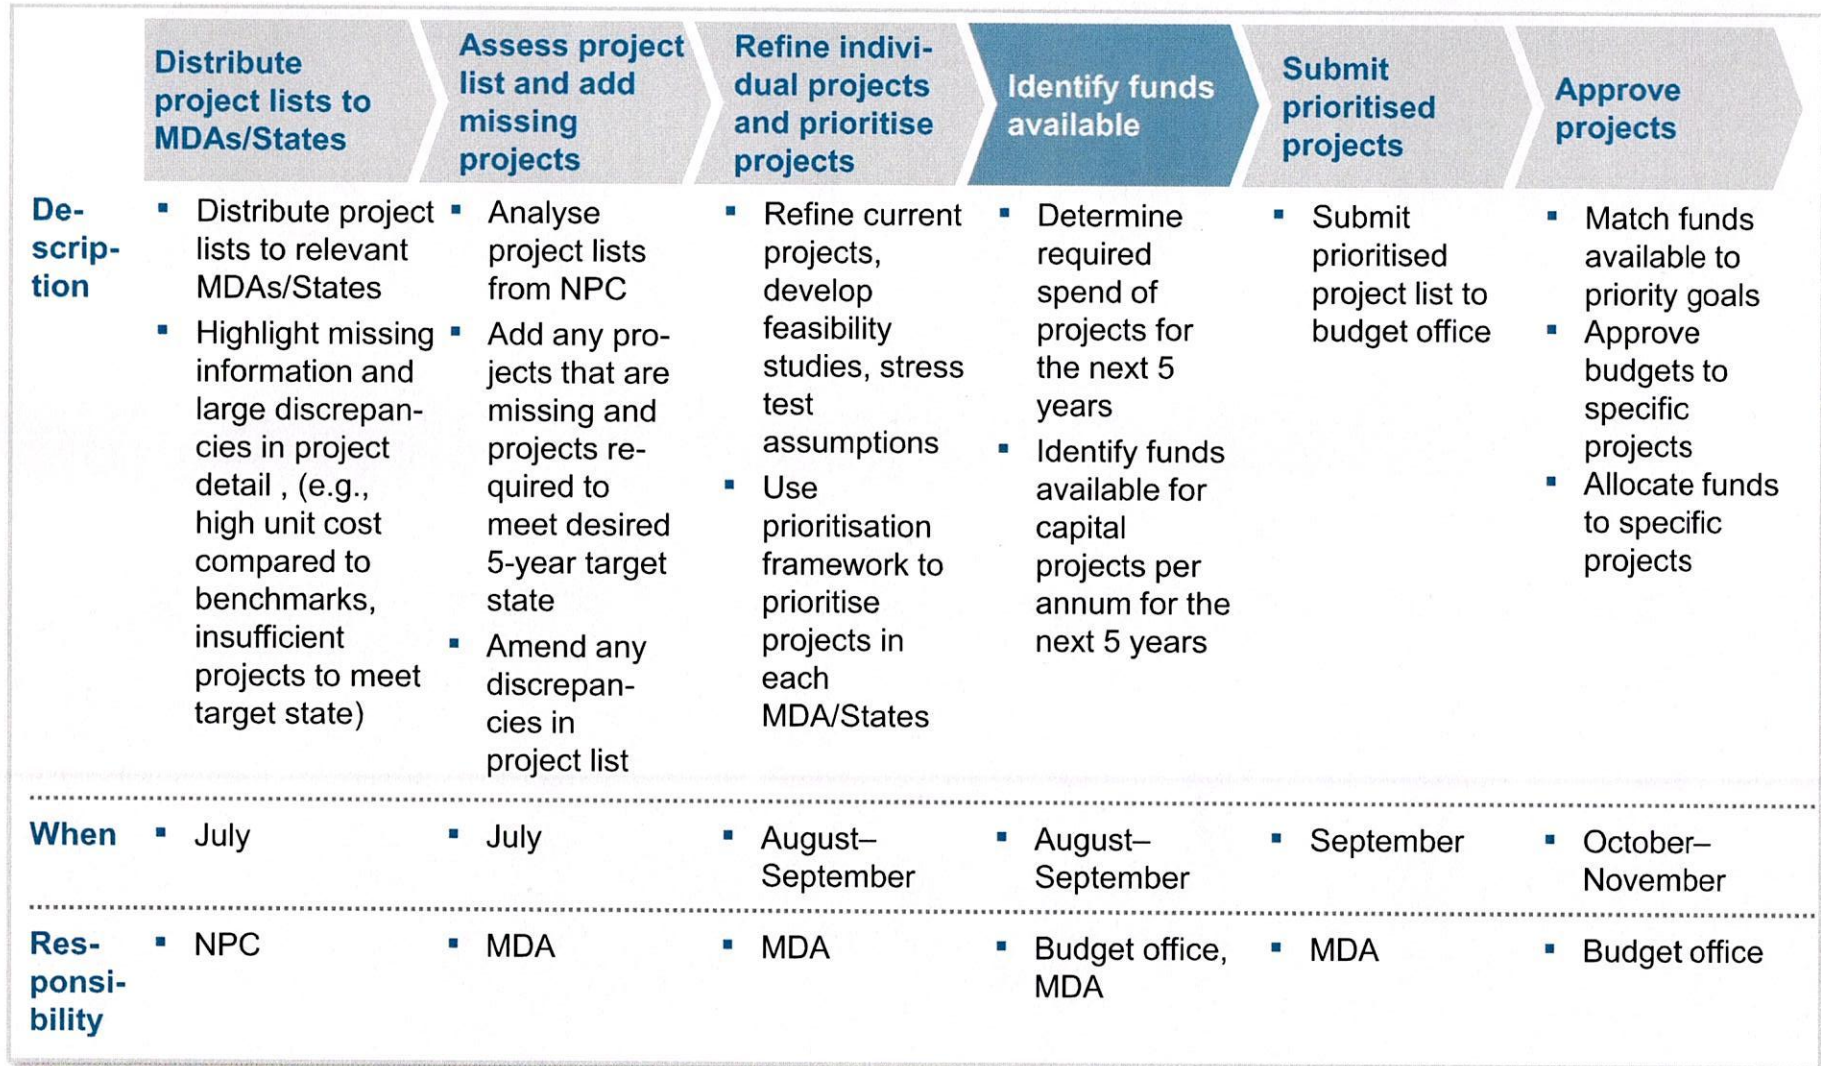 Distribute
project lists to
MDAs/States
Assess project
list and add
missing
projects
Refine indivi-
dual projects
and prioritise
projects
Identify funds
available
Submit
prioritised
projects
Approve
projects
De-
scrip-
tion
▪ Distribute project
lists to relevant
MDAs/States
▪ Highlight missing
information and
large discrepan-
cies in project
detail , (e.g.,
high unit cost
compared to
benchmarks,
insufficient
projects to meet
target state)
▪ Analyse
project lists
from NPC
▪ Add any pro-
jects that are
missing and
projects re-
quired to
meet desired
5-year target
state
▪ Amend any
discrepan-
cies in
project list
▪ Refine current
projects,
develop
feasibility
studies, stress
test
assumptions
▪ Use
prioritisation
framework to
prioritise
projects in
each
MDA/States
▪ Determine
required
spend of
projects for
the next 5
years
▪ Identify funds
available for
capital
projects per
annum for the
next 5 years
▪ Submit
prioritised
project list to
budget office
▪ Match funds
available to
priority goals
▪ Approve
budgets to
specific
projects
▪ Allocate funds
to specific
projects
When
▪ July
▪ July
▪ August–
September
▪ August–
September
▪ September
▪ October–
November
Res-
ponsi-
bility
▪ NPC
▪ MDA
▪ MDA
▪ Budget office,
MDA
▪ MDA
▪ Budget office